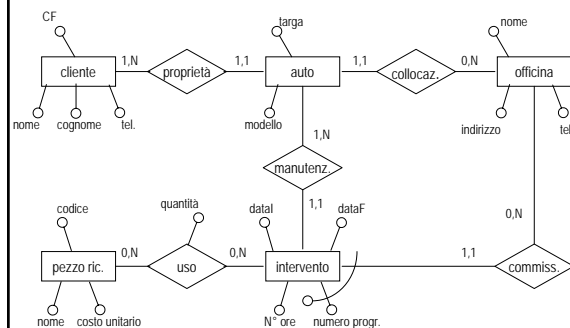 CF
targa
nome
1,N
1,1
1,1
0,N
cliente
proprietà
auto
collocaz.
officina
nome
cognome
tel.
modello
indirizzo
tel
1,N
manutenz.
codice
quantità
dataI
1,1
dataF
0,N
0,N
0,N
1,1
pezzo ric.
uso
intervento
commiss.
nome
costo unitario
N° ore
numero progr.